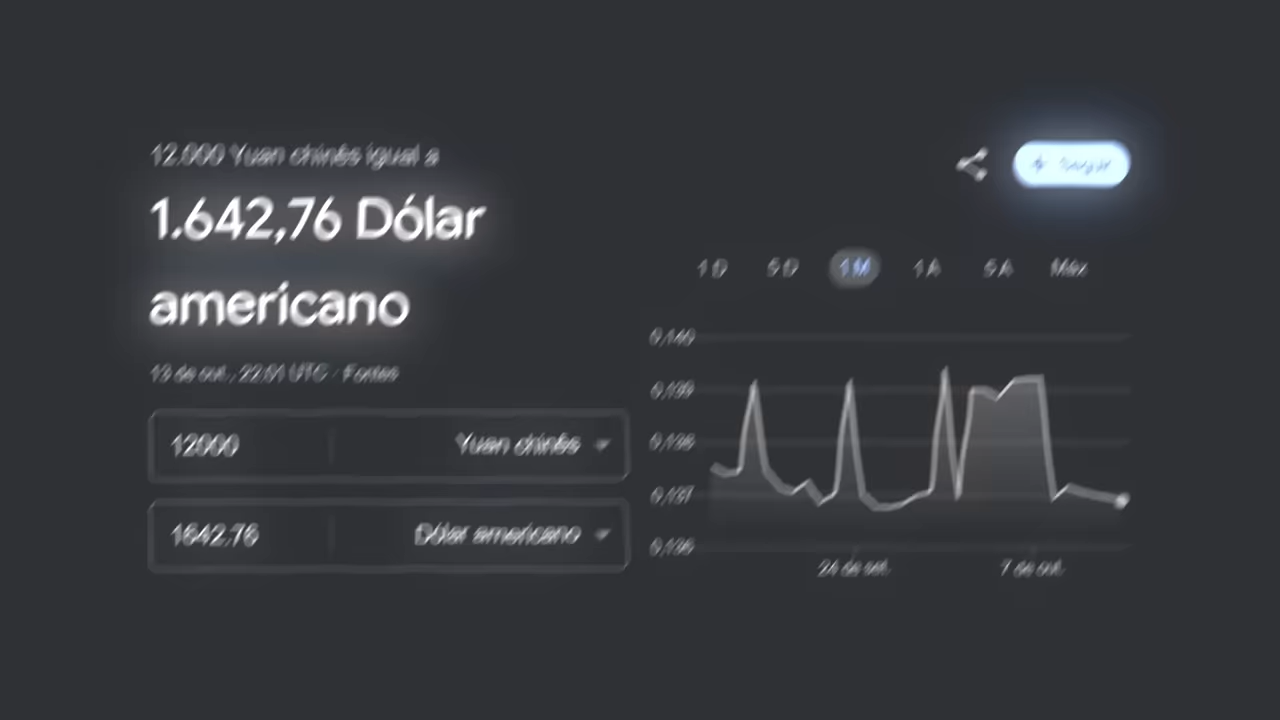 12.000 Yuan chinês igual a
1.642,76 Dólar
americano
13 de out., 22:01 UTC · Fontes
12000 Yuan chinês
1642,76 Dólar americano
Seguir
1 D 5 D 1 M 1 A 5 A Máx
0,140
0,139
0,138
0,137
0,136
24 de set. 7 de out.